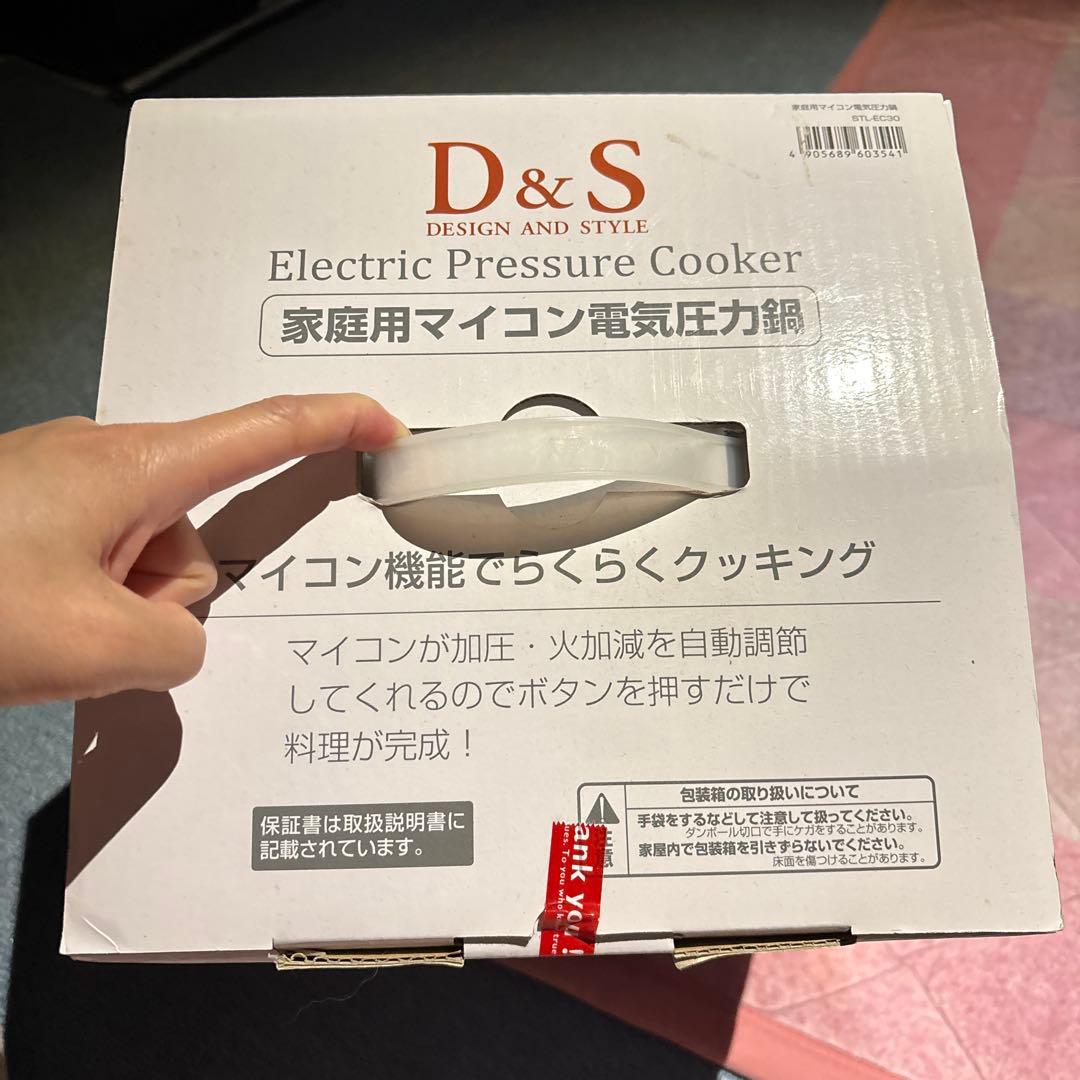 家庭用マイコン電気圧力鍋
STL-EC30
4 905689 603541
D&S
DESIGN AND STYLE
Electric Pressure Cooker
家庭用マイコン電気圧力鍋
マイコン機能でらくらくクッキング
マイコンが加圧・火加減を自動調節
してくれるのでボタンを押すだけで
料理が完成！
保証書は取扱説明書に
記載されています。
包装箱の取り扱いについて
手袋をするなどして注意して扱ってください。
ダンボール切口で手にケガをすることがあります。
家屋内で包装箱を引きずらないでください。
床面を傷つけることがあります。
ank you!
ues. To you who
true